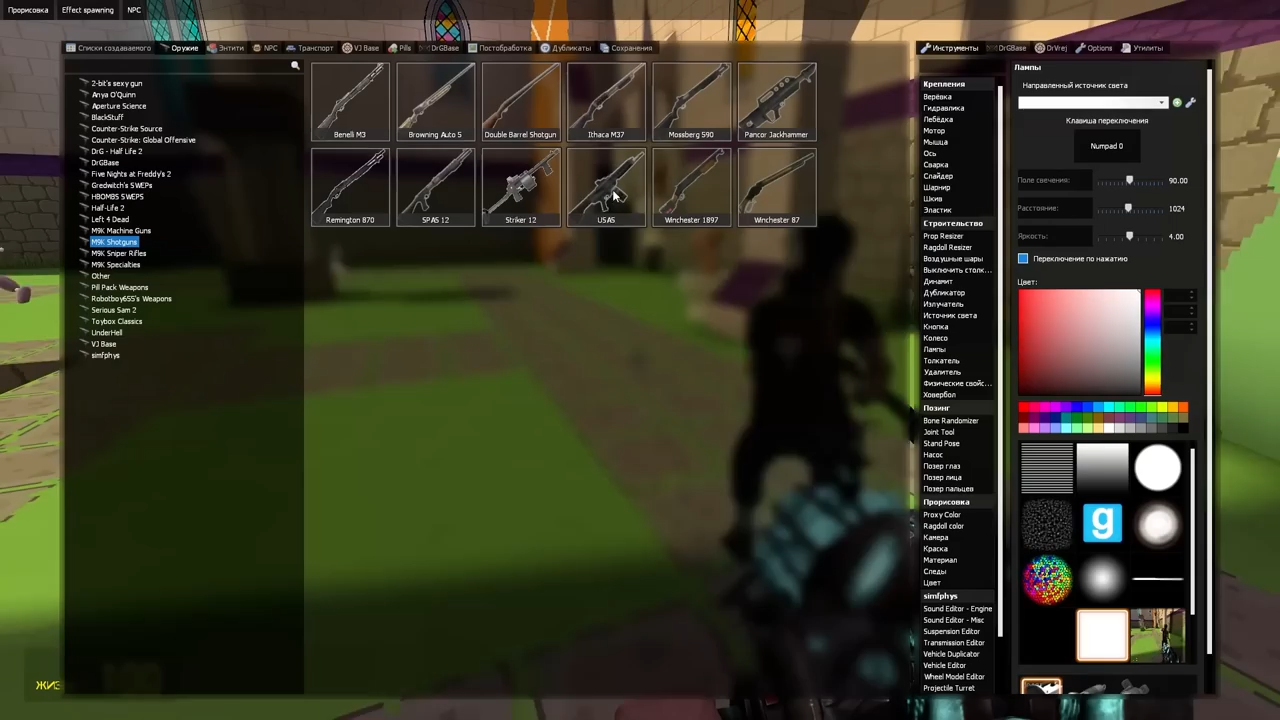 Прорисовка Effect spawning NPC
Списки создаваемого Оружие Энтити NPC Транспорт VJ Base Pills DrGBase Постобработка Дубликаты Сохранения
Инструменты DrGBase DrVrej Options Утилиты
2-bit's sexy gun
Anya O'Quinn
Aperture Science
BlackStuff
Counter-Strike Source
Counter-Strike: Global Offensive
DrG - Half Life 2
DrGBase
Five Nights at Freddy's 2
Gredwitch's SWEPs
HBOMBS SWEPS
Half-Life 2
Left 4 Dead
M9K Machine Guns
M9K Shotguns
M9K Sniper Rifles
M9K Specialties
Other
Pill Pack Weapons
Robotboy655's Weapons
Serious Sam 2
Toybox Classics
UnderHell
VJ Base
simfphys
Benelli M3 Browning Auto 5 Double Barrel Shotgun Ithaca M37 Mossberg 590 Pancor Jackhammer
Remington 870 SPAS 12 Striker 12 USAS Winchester 1897 Winchester 87
Крепления
Верёвка
Гидравлика
Лебёдка
Мотор
Мышца
Ось
Сварка
Слайдер
Шарнир
Шкив
Эластик
Строительство
Prop Resizer
Ragdoll Resizer
Воздушные шары
Выключить столк...
Динамит
Дубликатор
Излучатель
Источник света
Кнопка
Колесо
Лампы
Толкатель
Удалитель
Физические свойс...
Ховербол
Позинг
Bone Randomizer
Joint Tool
Stand Pose
Насос
Позер глаз
Позер лица
Позер пальцев
Прорисовка
Proxy Color
Ragdoll color
Камера
Краска
Материал
Следы
Цвет
simfphys
Sound Editor - Engine
Sound Editor - Misc
Suspension Editor
Transmission Editor
Vehicle Duplicator
Vehicle Editor
Wheel Model Editor
Projectile Turret
Лампы
Направленный источник света
Клавиша переключения
Numpad 0
Поле свечения 90.00
Расстояние: 1024
Яркость: 4.00
Переключение по нажатию
Цвет:
g